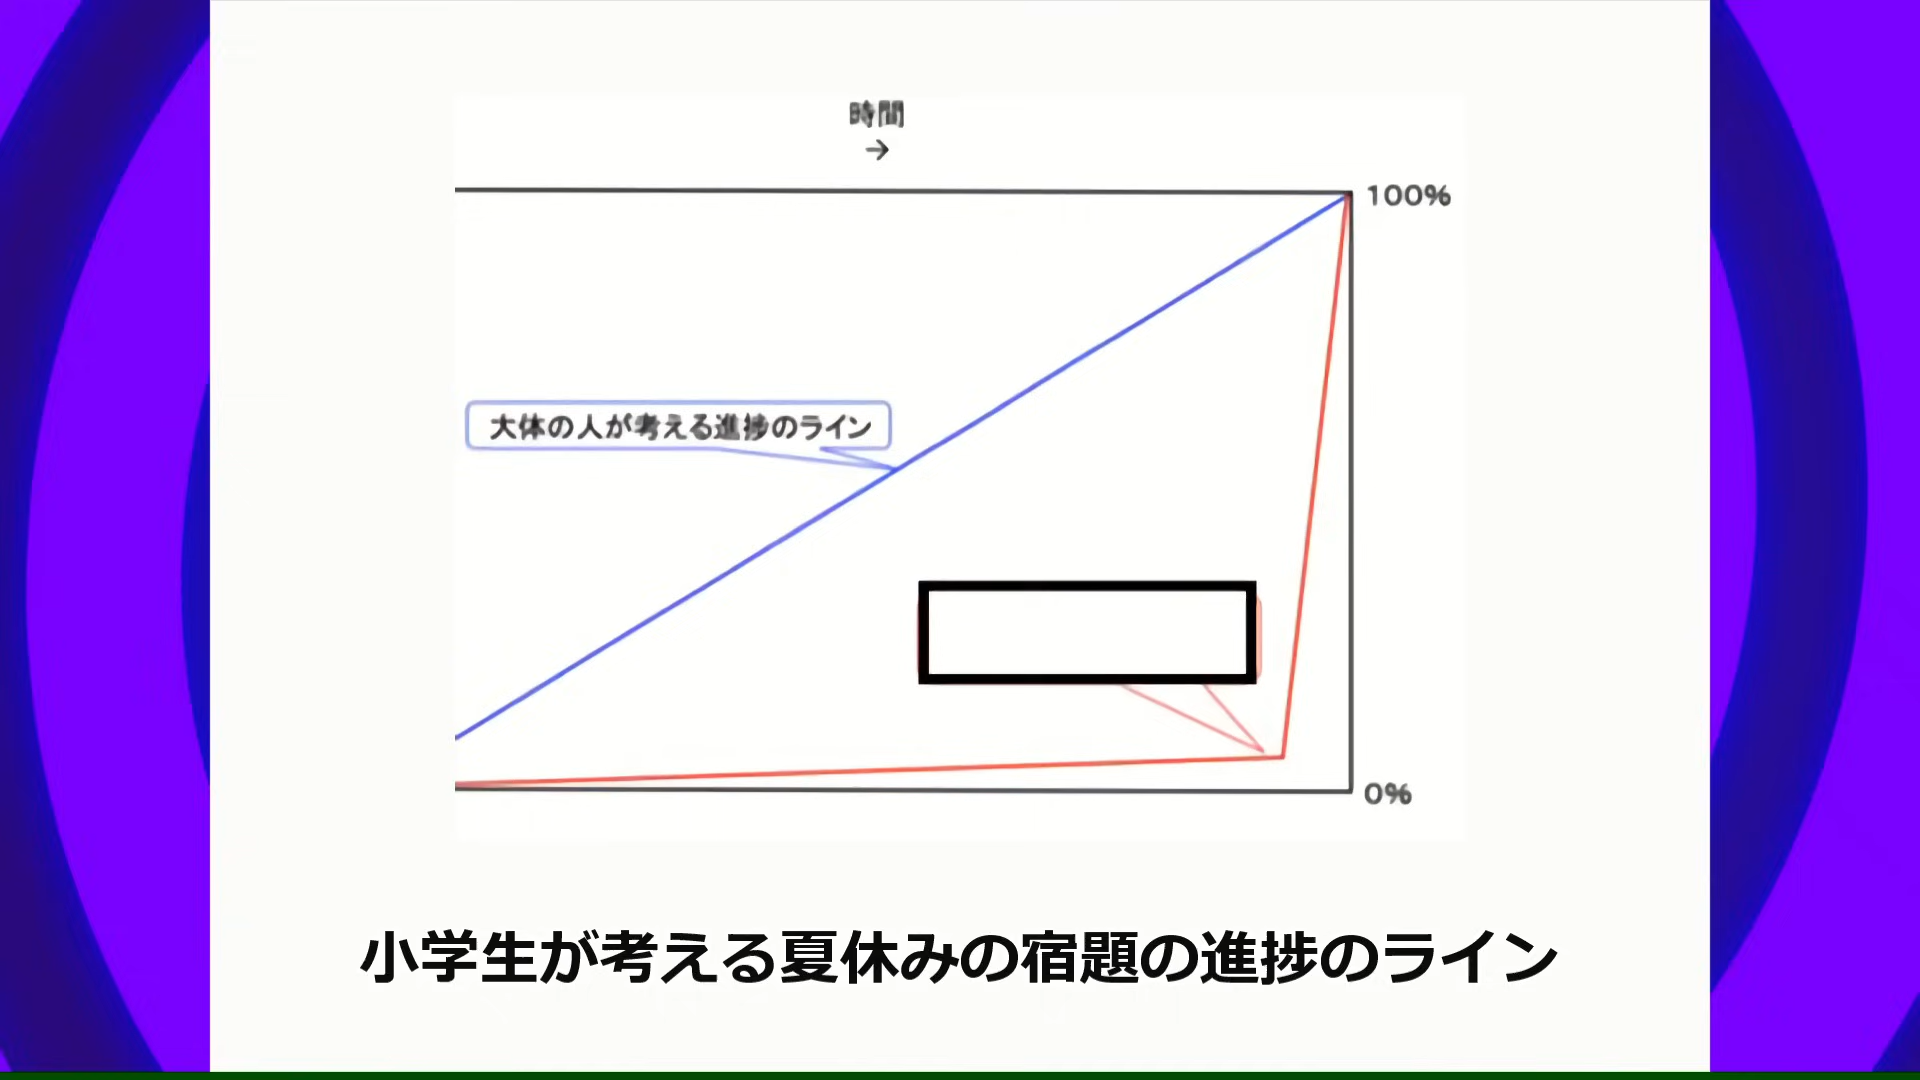 時間
→
100%
大体の人が考える進捗のライン
0%
小学生が考える夏休みの宿題の進捗のライン